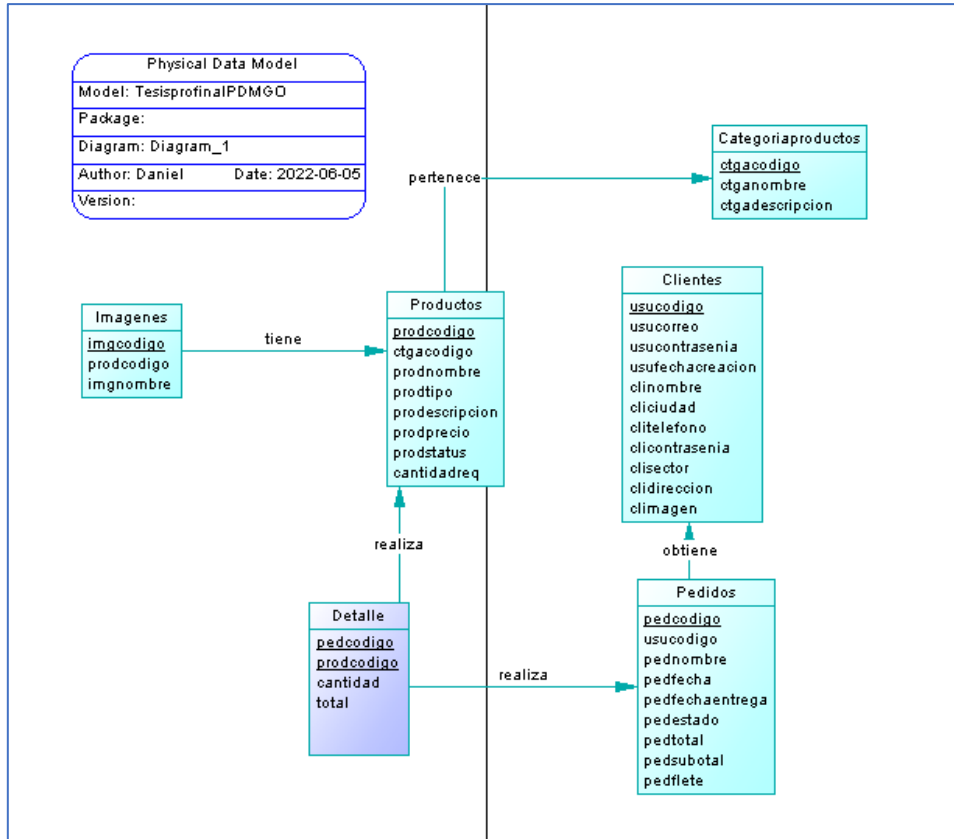 Physical Data Model
Model: TesisprofinalPDMGO
Package:
Diagram: Diagram_1
Author: Daniel Date: 2022-06-05
Version:
Categoriaproductos
ctgacodigo
ctganombre
ctgadescripcion
pertenece
Imagenes
imgcodigo
prodcodigo
imgnombre
tiene
Productos
prodcodigo
ctgacodigo
prodnombre
prodtipo
prodescripcion
prodprecio
prodstatus
cantidadreq
Clientes
usucodigo
usucorreo
usucontrasenia
usufechacreacion
clinombre
cliciudad
clitelefono
clicontrasenia
clisector
clidireccion
climagen
realiza
obtiene
Detalle
pedcodigo
prodcodigo
cantidad
total
realiza
Pedidos
pedcodigo
usucodigo
pednombre
pedfecha
pedfechaentrega
pedestado
pedtotal
pedsubotal
pedflete